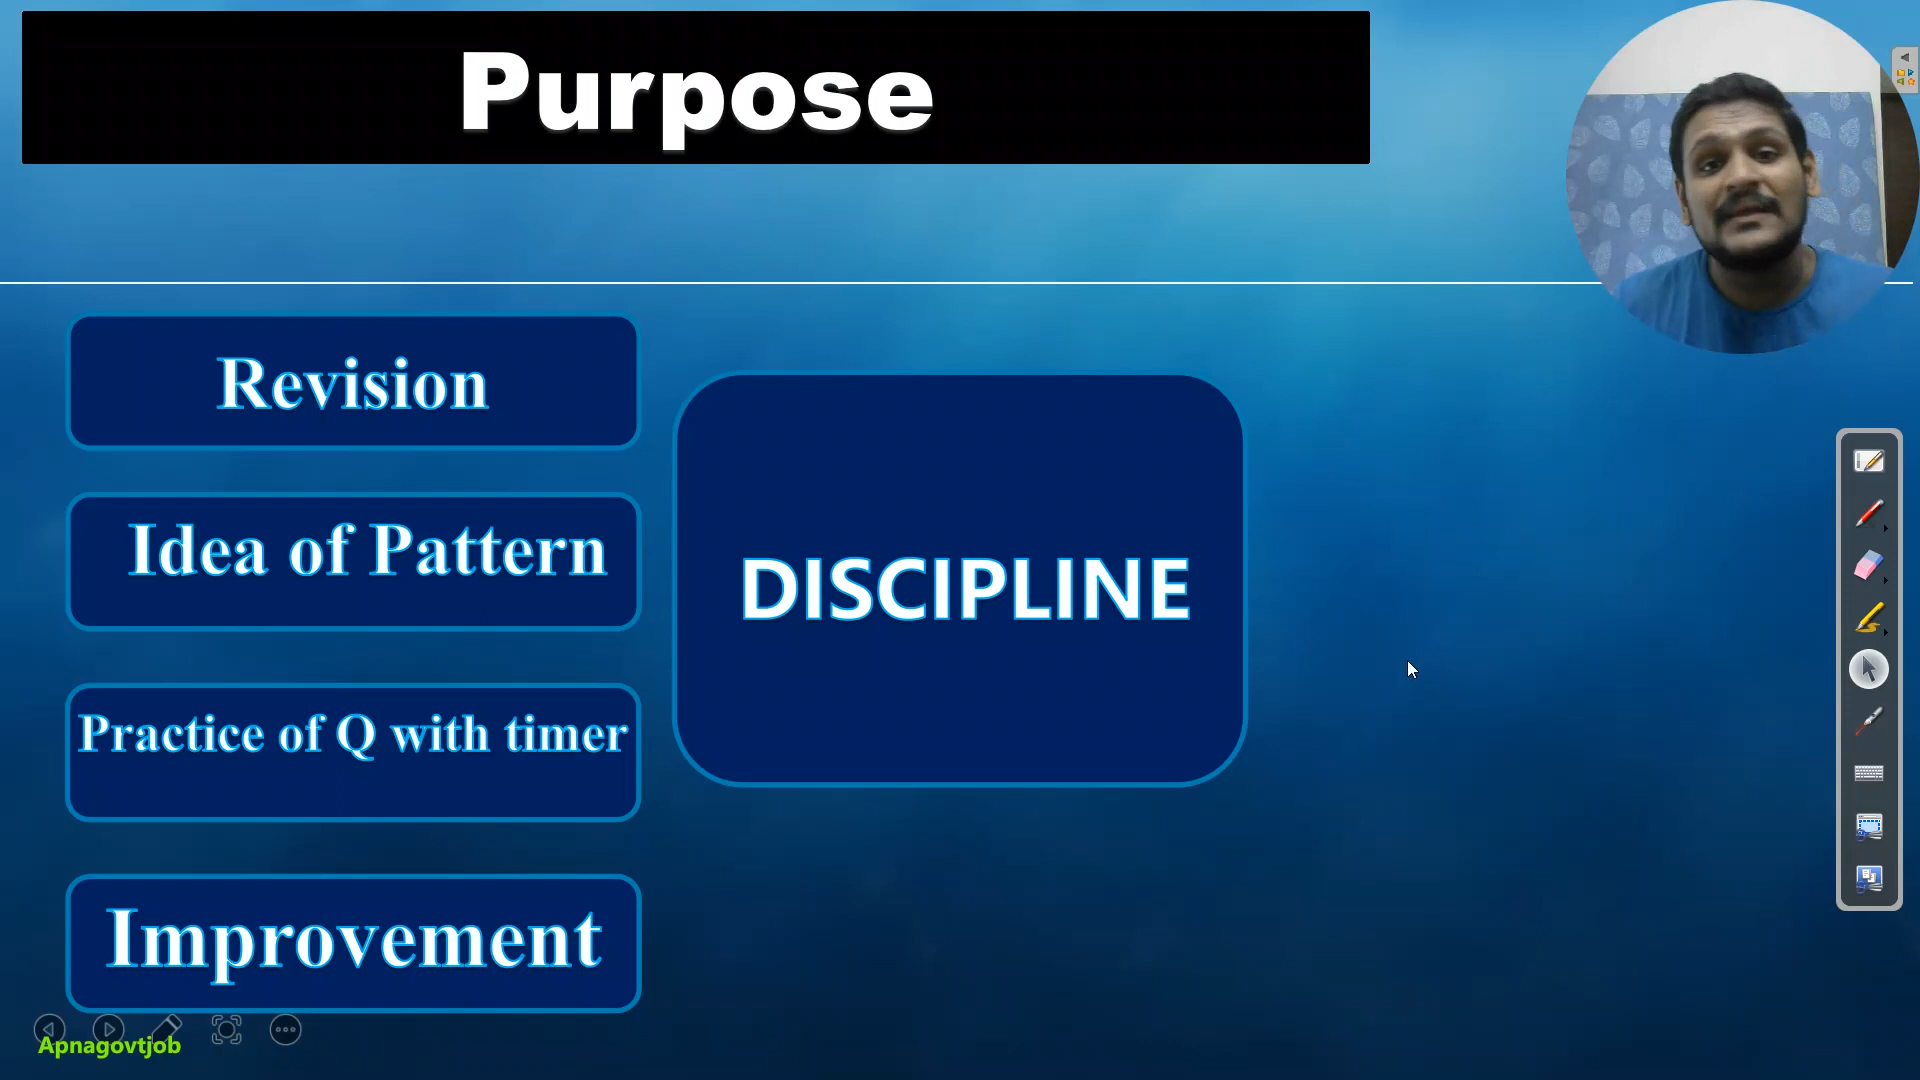 Purpose
Revision
Idea of Pattern
Practice of Q with timer
Improvement
DISCIPLINE
Apnagovtjob